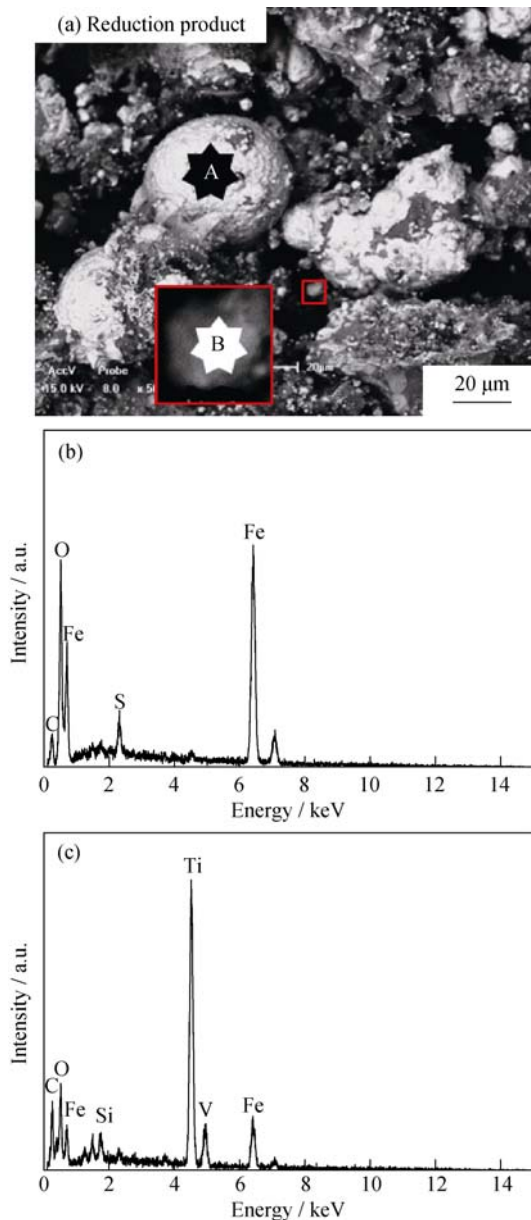 (a) Reduction product
A
B
AccV Probe
15.0 kV 8.0 x 50
20μm
20 μm
(b)
Intensity / a.u.
O
Fe
C
S
Fe
0 2 4 6 8 10 12 14
Energy / keV
(c)
Intensity / a.u.
Ti
C
O
Fe
Si
V
Fe
0 2 4 6 8 10 12 14
Energy / keV